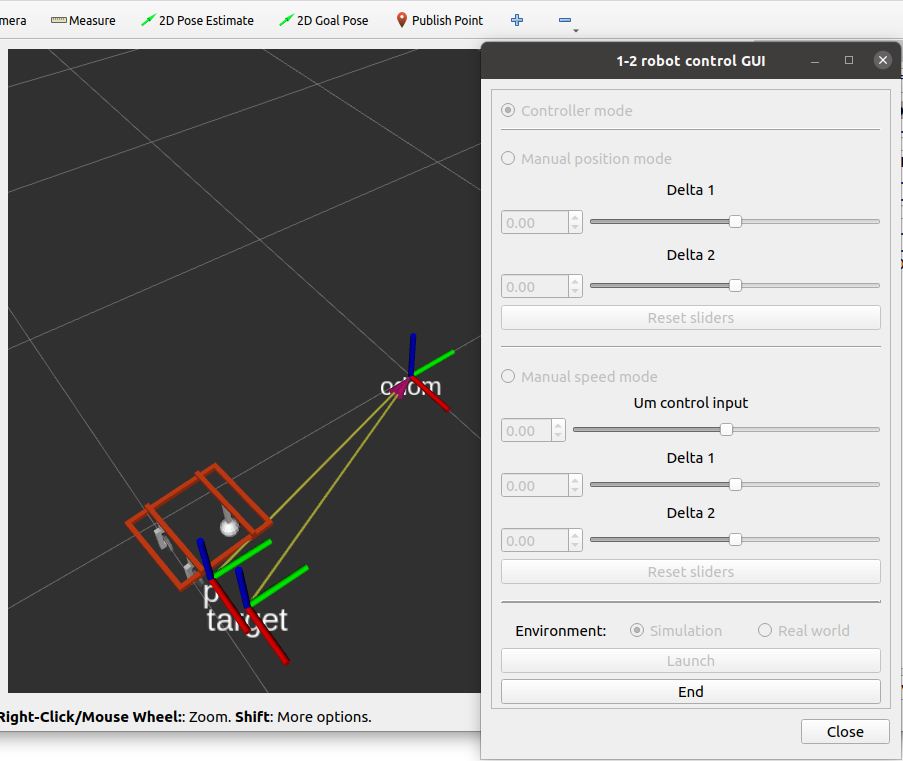 mera Measure 2D Pose Estimate 2D Goal Pose Publish Point
1-2 robot control GUI
Controller mode
Manual position mode
Delta 1
0.00
Delta 2
0.00
Reset sliders
Manual speed mode
Um control input
0.00
Delta 1
0.00
Delta 2
0.00
Reset sliders
Environment: Simulation Real world
Launch
End
Close
odom
p
target
Right-Click/Mouse Wheel:: Zoom. Shift: More options.